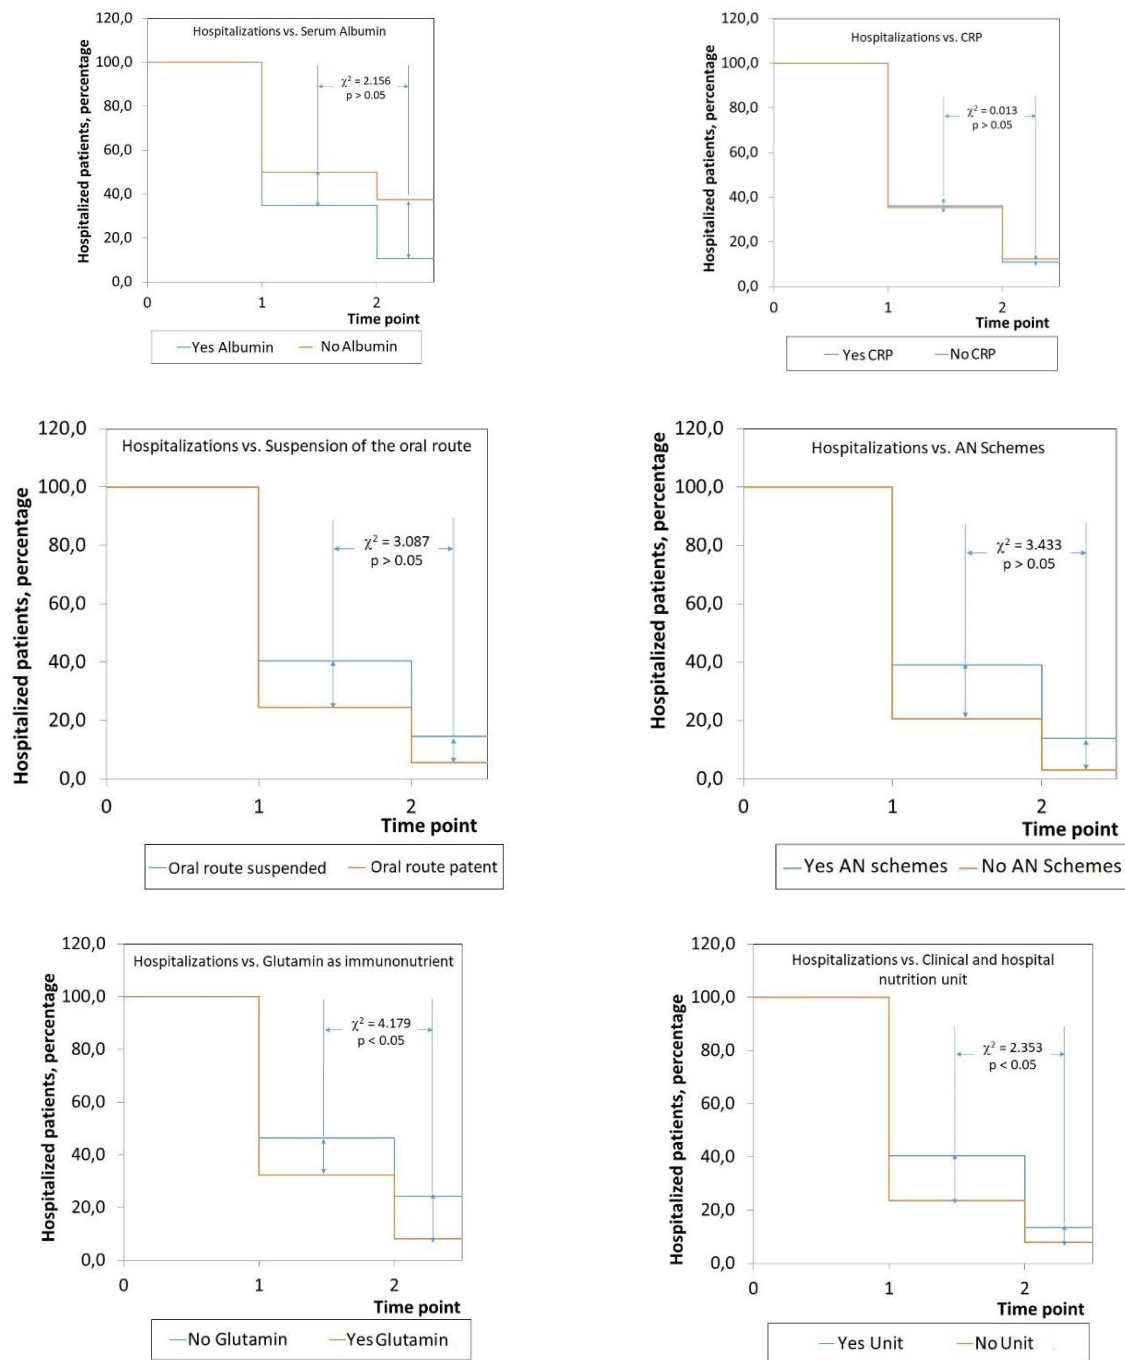 Hospitalizations vs. Serum Albumin
Hospitalized patients, percentage
120,0
100,0
80,0
60,0
40,0
20,0
0,0
χ² = 2.156
p > 0.05
0 1 2
Time point
Yes Albumin No Albumin
Hospitalizations vs. CRP
Hospitalized patients, percentage
120,0
100,0
80,0
60,0
40,0
20,0
0,0
χ² = 0.013
p > 0.05
0 1 2
Time point
Yes CRP No CRP
Hospitalizations vs. Suspension of the oral route
Hospitalized patients, percentage
120,0
100,0
80,0
60,0
40,0
20,0
0,0
χ² = 3.087
p > 0.05
0 1 2
Time point
Oral route suspended Oral route patent
Hospitalizations vs. AN Schemes
Hospitalized patients, percentage
120,0
100,0
80,0
60,0
40,0
20,0
0,0
χ² = 3.433
p > 0.05
0 1 2
Time point
Yes AN schemes No AN Schemes
Hospitalizations vs. Glutamin as immunonutrient
Hospitalized patients, percentage
120,0
100,0
80,0
60,0
40,0
20,0
0,0
χ² = 4.179
p < 0.05
0 1 2
Time point
No Glutamin Yes Glutamin
Hospitalizations vs. Clinical and hospital
nutrition unit
Hospitalized patients, percentage
120,0
100,0
80,0
60,0
40,0
20,0
0,0
χ² = 2.353
p < 0.05
0 1 2
Time point
Yes Unit No Unit